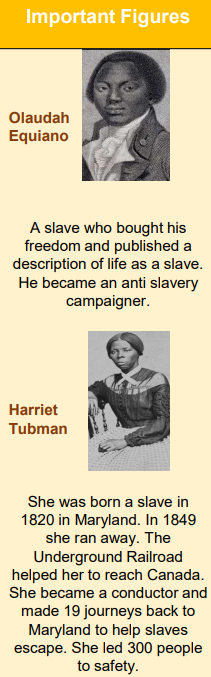 Important Figures
Olaudah
Equiano
A slave who bought his
freedom and published a
description of life as a slave.
He became an anti slavery
campaigner.
Harriet
Tubman
She was born a slave in
1820 in Maryland. In 1849
she ran away. The
Underground Railroad
helped her to reach Canada.
She became a conductor and
made 19 journeys back to
Maryland to help slaves
escape. She led 300 people
to safety.